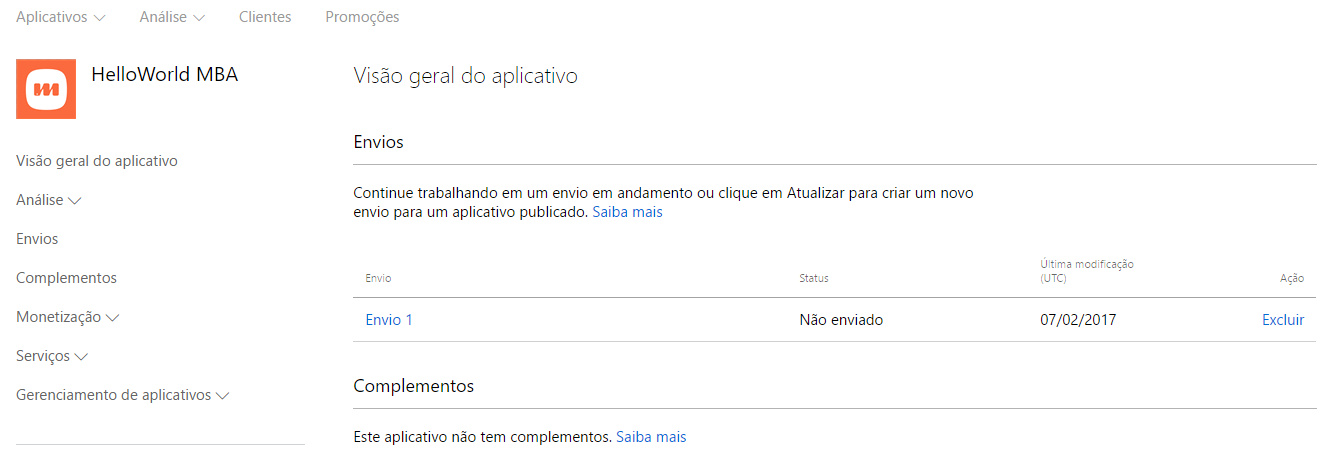 Aplicativos Análise Clientes Promoções
HelloWorld MBA
Visão geral do aplicativo
Análise
Envios
Complementos
Monetização
Serviços
Gerenciamento de aplicativos
Visão geral do aplicativo
Envios
Continue trabalhando em um envio em andamento ou clique em Atualizar para criar um novo
envio para um aplicativo publicado. Saiba mais
Envio Status Última modificação
(UTC) Ação
Envio 1 Não enviado 07/02/2017 Excluir
Complementos
Este aplicativo não tem complementos. Saiba mais